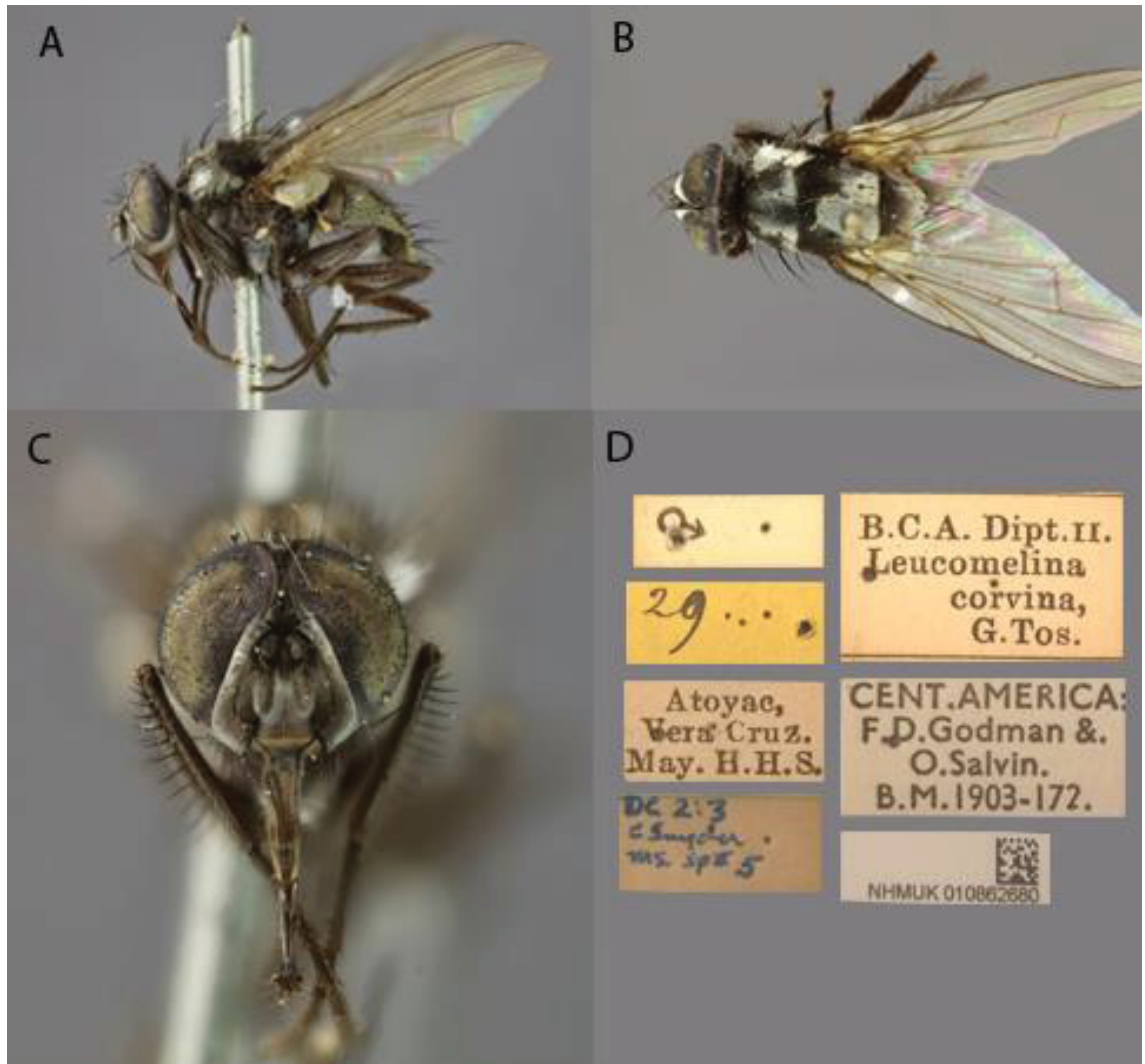 A
B
C
D
29...
Atoyac,
Vera Cruz.
May. H.H.S.
DC 2:3
C Snyder
ms. sp# 5
B.C.A. Dipt.II.
Leucomelina
corvina,
G.Tos.
CENT.AMERICA:
F.D.Godman &.
O.Salvin.
B.M.1903-172.
NHMUK 010862680